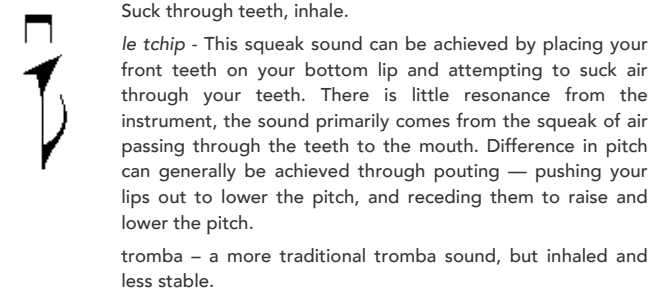 Suck through teeth, inhale.
le tchip - This squeak sound can be achieved by placing your
front teeth on your bottom lip and attempting to suck air
through your teeth. There is little resonance from the
instrument, the sound primarily comes from the squeak of air
passing through the teeth to the mouth. Difference in pitch
can generally be achieved through pouting — pushing your
lips out to lower the pitch, and receding them to raise and
lower the pitch.
tromba – a more traditional tromba sound, but inhaled and
less stable.